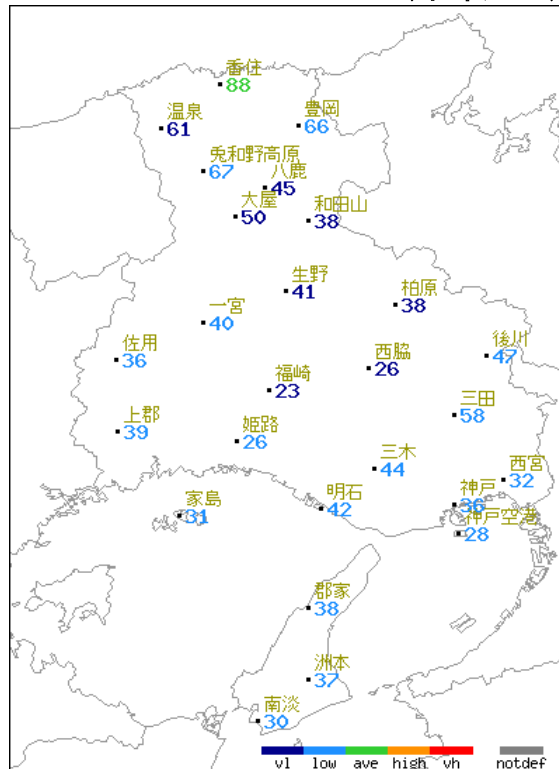 香住
88
温泉
61
豊岡
66
兎和野高原
67
八鹿
45
大屋
50
和田山
38
生野
41
柏原
38
一宮
40
佐用
36
後川
47
西脇
26
福崎
23
三田
58
上郡
39
姫路
26
三木
44
西宮
32
家島
31
明石
42
神戸
36
神戸空港
28
郡家
38
洲本
37
南淡
30
vl low ave high vh notdef